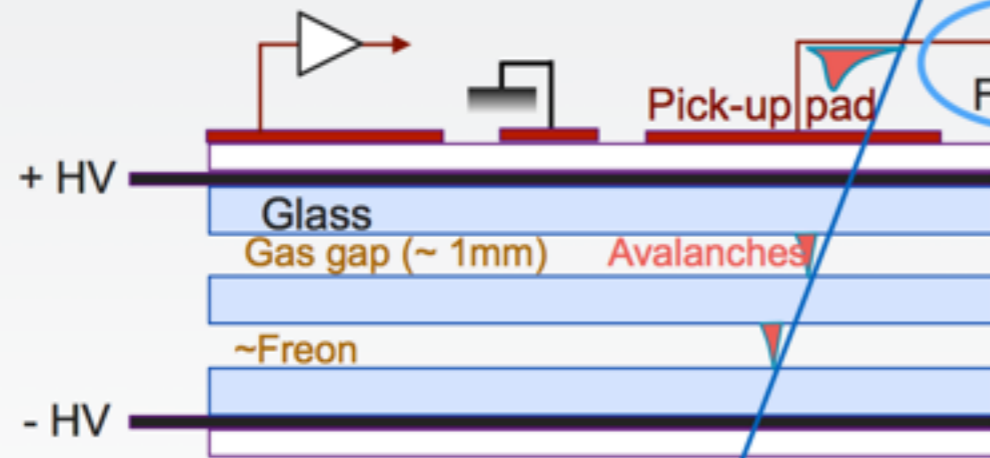 Pick-up pad
+ HV
Glass
Gas gap (~ 1mm)
Avalanches
~Freon
- HV